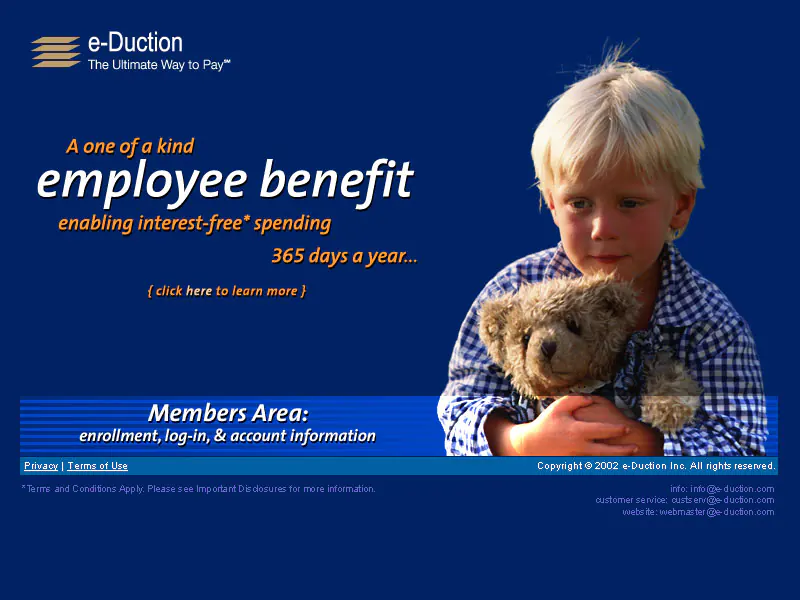 e-Duction
The Ultimate Way to Pay℠
A one of a kind
employee benefit
enabling interest-free* spending
365 days a year...
{ click here to learn more }
Members Area:
enrollment, log-in, & account information
Privacy | Terms of Use
Copyright © 2002 e-Duction Inc. All rights reserved.
*Terms and Conditions Apply. Please see Important Disclosures for more information.
info: info@e-duction.com
customer service: custserv@e-duction.com
website: webmaster@e-duction.com